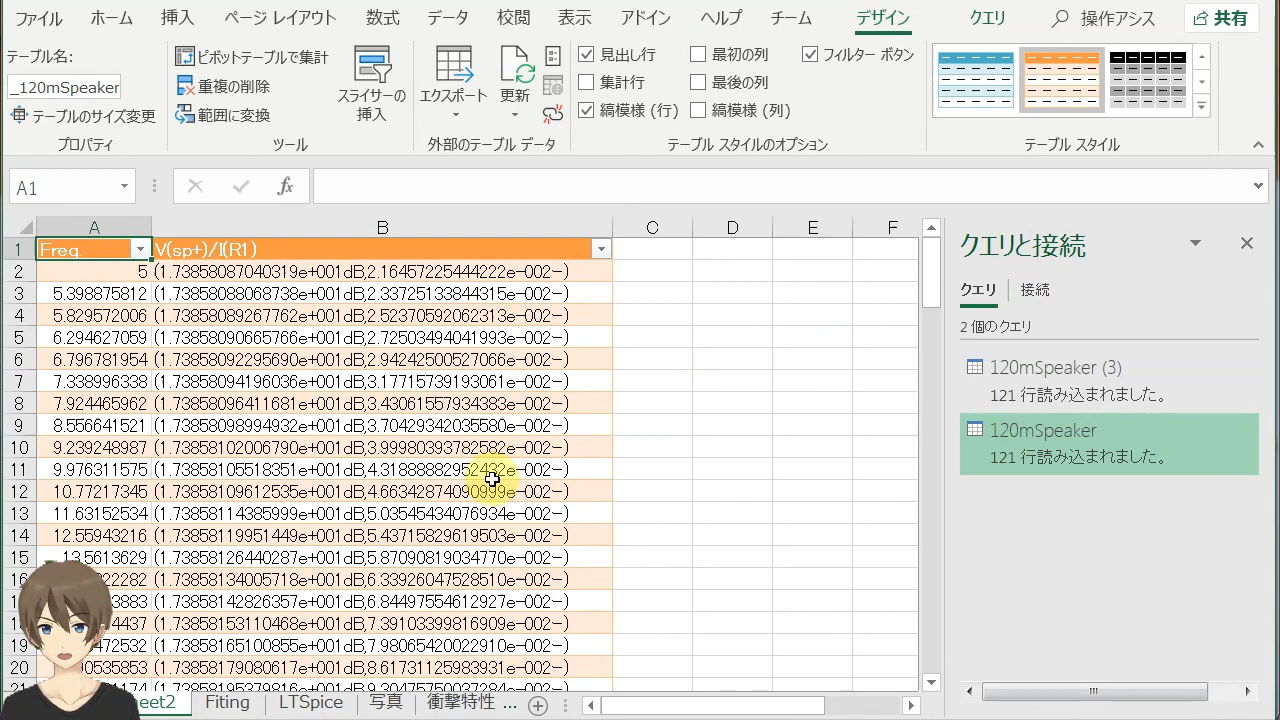 ファイル ホーム 挿入 ページ レイアウト 数式 データ 校閲 表示 アドイン ヘルプ チーム デザイン クエリ 操作アシス 共有
テーブル名:
_120mSpeaker
テーブルのサイズ変更
プロパティ
ピボットテーブルで集計
重複の削除
範囲に変換
スライサーの
挿入
ツール
エクスポート
更新
外部のテーブル データ
見出し行 最初の列 フィルター ボタン
集計行 最後の列
縞模様 (行) 縞模様 (列)
テーブル スタイルのオプション
テーブル スタイル
A1 fx
A B C D E F
1 Freq. V(sp+)/I(R1)
2 5 (1.73858087040319e+001dB,2.16457225444222e-002-)
3 5.398875812 (1.73858088068738e+001dB,2.33725133844315e-002-)
4 5.829572006 (1.73858089267762e+001dB,2.52370592062313e-002-)
5 6.294627059 (1.73858090665766e+001dB,2.72503494041993e-002-)
6 6.796781954 (1.73858092295690e+001dB,2.94242500527066e-002-)
7 7.338996338 (1.73858094196036e+001dB,3.17715739193061e-002-)
8 7.924465962 (1.73858096411681e+001dB,3.43061557934383e-002-)
9 8.556641521 (1.73858098994932e+001dB,3.70429342035580e-002-)
10 9.239248987 (1.73858102006790e+001dB,3.99980393782582e-002-)
11 9.976311575 (1.73858105518351e+001dB,4.31888882952432e-002-)
12 10.77217345 (1.73858109612535e+001dB,4.66342874090999e-002-)
13 11.63152534 (1.73858114385999e+001dB,5.03545434076934e-002-)
14 12.55943216 (1.73858119951449e+001dB,5.43715829619503e-002-)
15 13.5613629 (1.73858126440287e+001dB,5.87090819034770e-002-)
16 (1.73858134005718e+001dB,6.33926047528510e-002-)
(1.73858142826357e+001dB,6.84497554612927e-002-)
(1.73858153110468e+001dB,7.39103399816909e-002-)
19 (1.73858165100855e+001dB,7.98065420022910e-002-)
20 (1.73858179080617e+001dB,8.61731125983931e-002-)
Fiting LTSpice 写真 衝撃特性 ...
クエリと接続
クエリ 接続
2 個のクエリ
120mSpeaker (3)
121 行読み込まれました。
120mSpeaker
121 行読み込まれました。